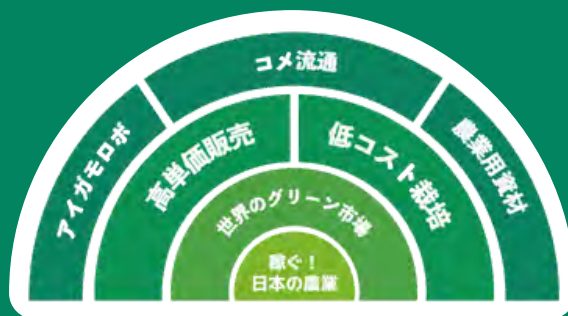 コメ流通
アイガモロボ
農業用資材
高単価販売
低コスト栽培
世界のグリーン市場
稼ぐ！
日本の農業